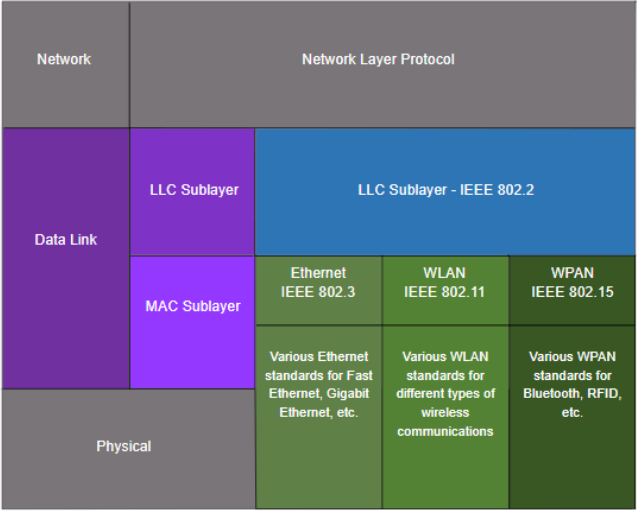 Network
Network Layer Protocol
Data Link
LLC Sublayer
LLC Sublayer - IEEE 802.2
MAC Sublayer
Ethernet
IEEE 802.3
WLAN
IEEE 802.11
WPAN
IEEE 802.15
Various Ethernet
standards for Fast
Ethernet, Gigabit
Ethernet, etc.
Various WLAN
standards for
different types of
wireless
communications
Various WPAN
standards for
Bluetooth, RFID,
etc.
Physical